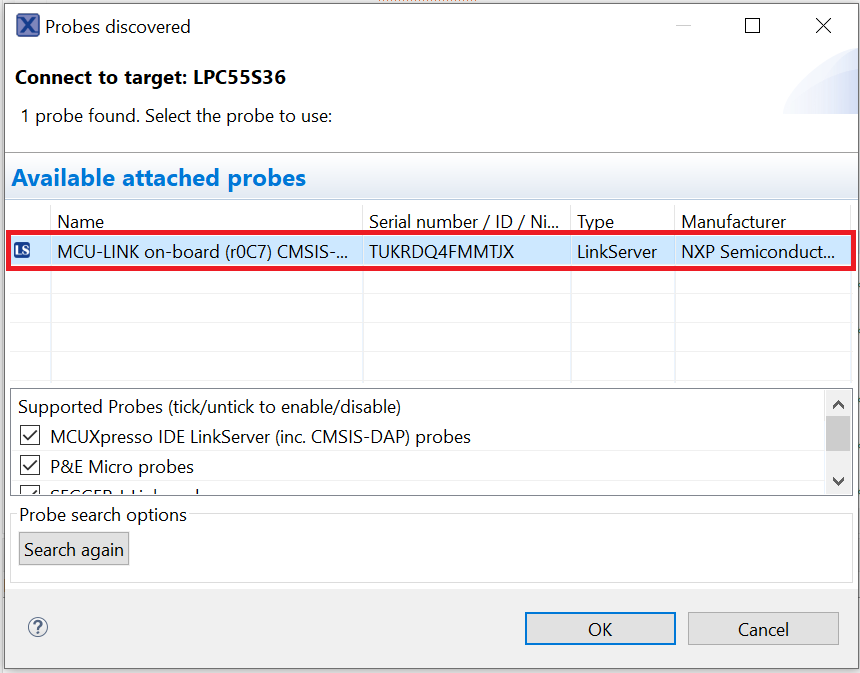 Probes discovered
Connect to target: LPC55S36
1 probe found. Select the probe to use:
Available attached probes
Name Serial number / ID / Ni... Type Manufacturer
LS MCU-LINK on-board (r0C7) CMSIS-... TUKRDQ4FMMTJX LinkServer NXP Semiconduct...
Supported Probes (tick/untick to enable/disable)
MCUXpresso IDE LinkServer (inc. CMSIS-DAP) probes
P&E Micro probes
Probe search options
Search again
OK Cancel